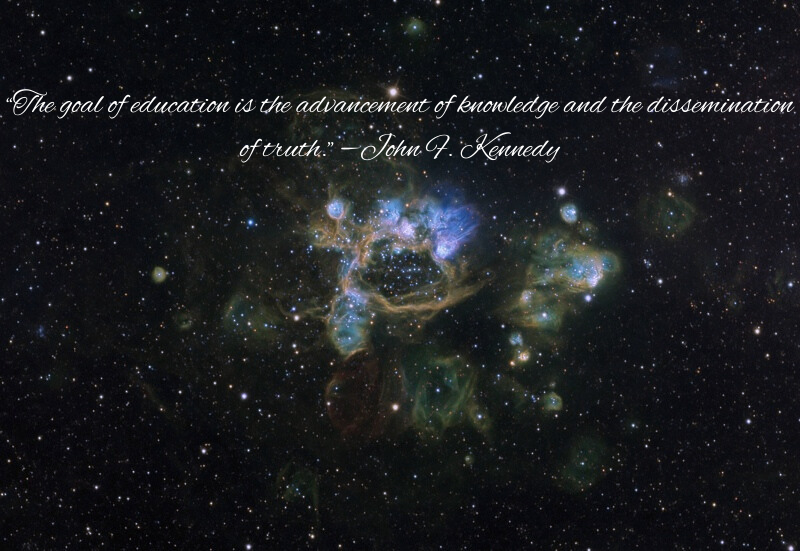 “The goal of education is the advancement of knowledge and the dissemination
of truth.” —John F. Kennedy